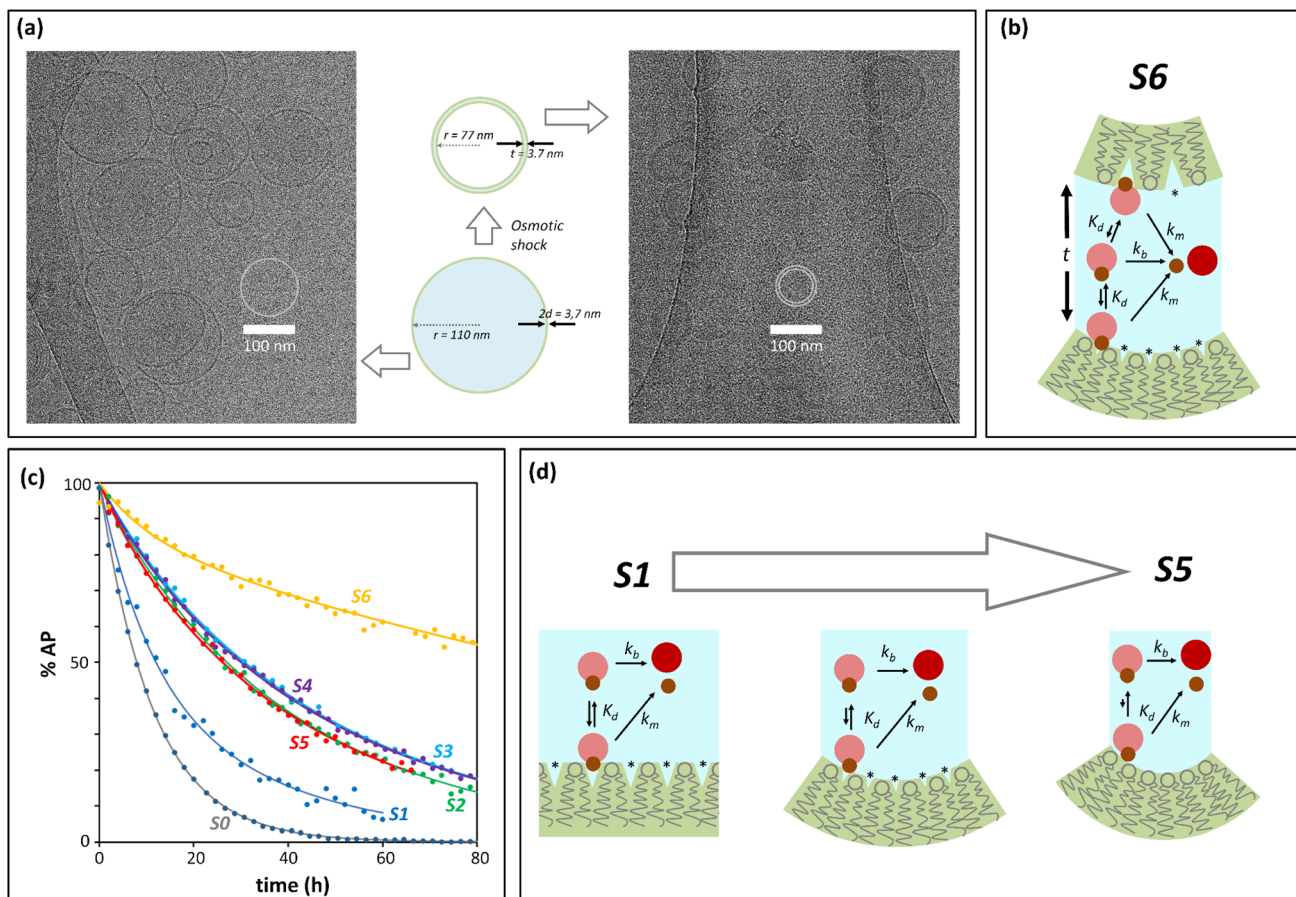 (a)
100 nm
r = 77 nm
t = 3.7 nm
Osmotic
shock
2d = 3,7 nm
r = 110 nm
100 nm
(b)
S6
*
K_d
k_m
t
k_b
K_d
k_m
* * * *
(c)
100
50
0
% AP
S6
S4
S3
S5
S2
S1
S0
0 20 40 60 80
time (h)
(d)
S1
S5
k_b
K_d
k_m
* * * *
k_b
K_d
k_m
* * * *
k_b
K_d
k_m